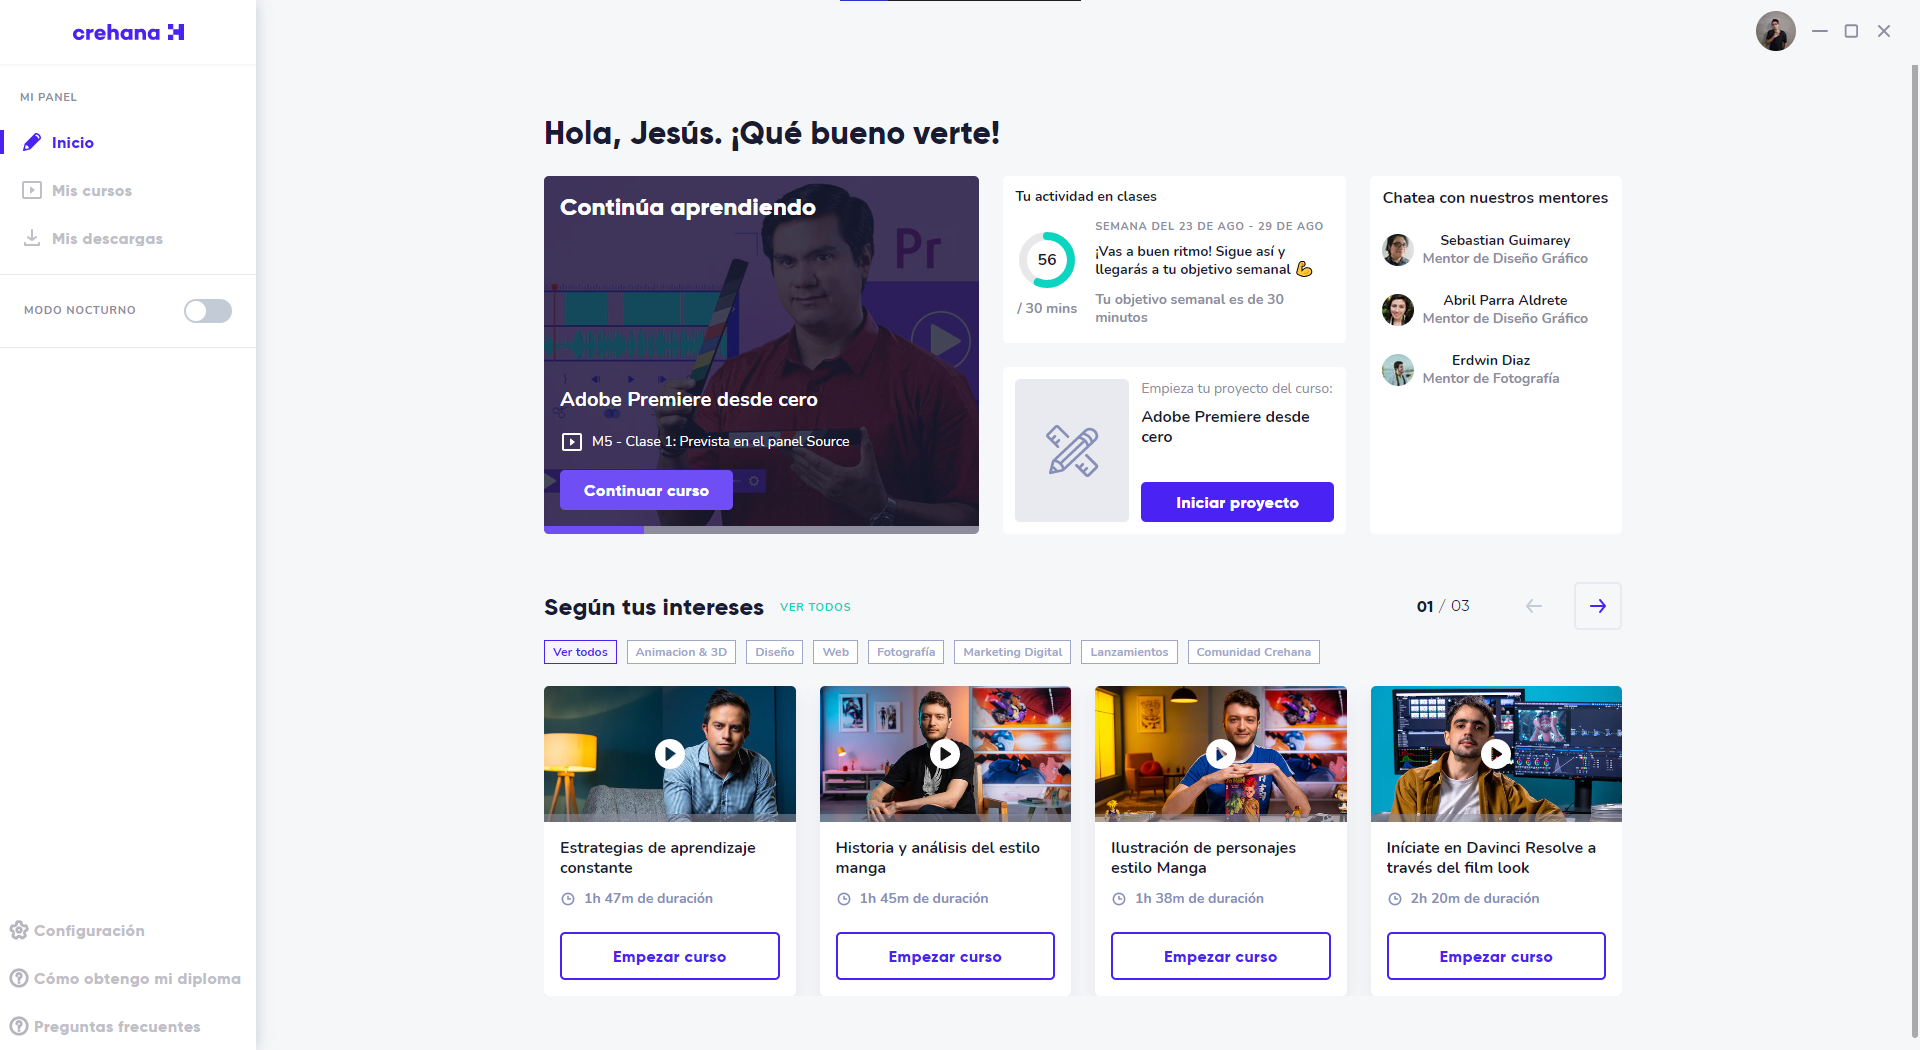 crehana
MI PANEL
Inicio
Mis cursos
Mis descargas
MODO NOCTURNO
Configuración
Cómo obtengo mi diploma
Preguntas frecuentes
Hola, Jesús. ¡Qué bueno verte!
Continúa aprendiendo
Pr
Adobe Premiere desde cero
M5 - Clase 1: Prevista en el panel Source
Continuar curso
Tu actividad en clases
SEMANA DEL 23 DE AGO - 29 DE AGO
56
/ 30 mins
¡Vas a buen ritmo! Sigue así y
llegarás a tu objetivo semanal 💪
Tu objetivo semanal es de 30
minutos
Empieza tu proyecto del curso:
Adobe Premiere desde
cero
Iniciar proyecto
Chatea con nuestros mentores
Sebastian Guimarey
Mentor de Diseño Gráfico
Abril Parra Aldrete
Mentor de Diseño Gráfico
Erdwin Diaz
Mentor de Fotografía
Según tus intereses
VER TODOS
01 / 03
Ver todos
Animacion & 3D
Diseño
Web
Fotografía
Marketing Digital
Lanzamientos
Comunidad Crehana
Estrategias de aprendizaje
constante
1h 47m de duración
Empezar curso
Historia y análisis del estilo
manga
1h 45m de duración
Empezar curso
Ilustración de personajes
estilo Manga
1h 38m de duración
Empezar curso
Iníciate en Davinci Resolve a
través del film look
2h 20m de duración
Empezar curso